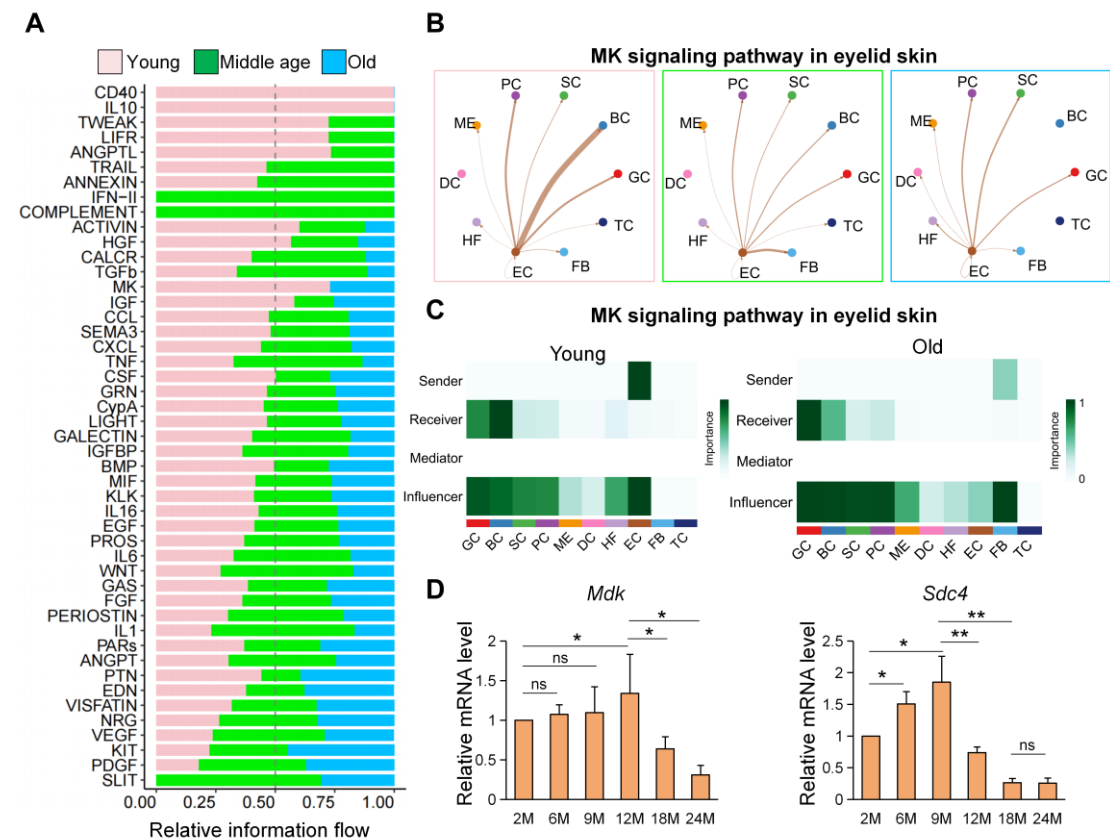 A
Young
Middle age
Old
CD40
IL10
TWEAK
LIFR
ANGPTL
TRAIL
ANNEXIN
IFN−II
COMPLEMENT
ACTIVIN
HGF
CALCR
TGFb
MK
IGF
CCL
SEMA3
CXCL
TNF
CSF
GRN
CypA
LIGHT
GALECTIN
IGFBP
BMP
MIF
KLK
IL16
EGF
PROS
IL6
WNT
GAS
FGF
PERIOSTIN
IL1
PARs
ANGPT
PTN
EDN
VISFATIN
NRG
VEGF
KIT
PDGF
SLIT
0.00 0.25 0.50 0.75 1.00
Relative information flow
B
MK signaling pathway in eyelid skin
PC
SC
ME
BC
DC
GC
HF
TC
EC
FB
PC
SC
ME
BC
DC
GC
HF
TC
EC
FB
PC
SC
ME
BC
DC
GC
HF
TC
EC
FB
C
MK signaling pathway in eyelid skin
Young
Sender
Receiver
Mediator
Influencer
GC BC SC PC ME DC HF EC FB TC
Importance
1
0
Old
Sender
Receiver
Mediator
Influencer
GC BC SC PC ME DC HF EC FB TC
Importance
1
0
D
Mdk
Relative mRNA level
2.5
2
1.5
1
0.5
0
*
ns
ns
*
*
2M 6M 9M 12M 18M 24M
Sdc4
Relative mRNA level
2.5
2
1.5
1
0.5
0
**
*
**
*
ns
2M 6M 9M 12M 18M 24M